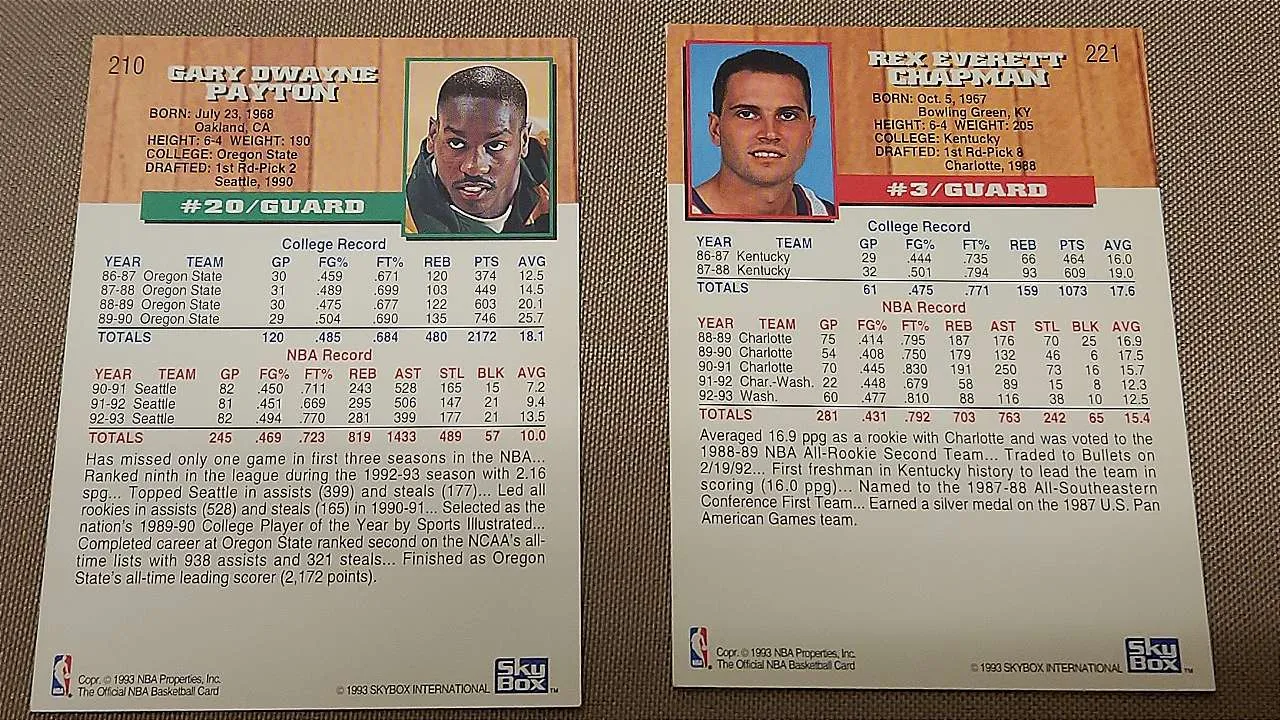 210
GARY DWAYNE
PAYTON
BORN: July 23, 1968
Oakland, CA
HEIGHT: 6-4 WEIGHT: 190
COLLEGE: Oregon State
DRAFTED: 1st Rd-Pick 2
Seattle, 1990
#20/GUARD
College Record
YEAR TEAM GP FG% FT% REB PTS AVG
86-87 Oregon State 30 .459 .671 120 374 12.5
87-88 Oregon State 31 .489 .699 103 449 14.5
88-89 Oregon State 30 .475 .677 122 603 20.1
89-90 Oregon State 29 .504 .690 135 746 25.7
TOTALS 120 .485 .684 480 2172 18.1
NBA Record
YEAR TEAM GP FG% FT% REB AST STL BLK AVG
90-91 Seattle 82 .450 .711 243 528 165 15 7.2
91-92 Seattle 81 .451 .669 295 506 147 21 9.4
92-93 Seattle 82 .494 .770 281 399 177 21 13.5
TOTALS 245 .469 .723 819 1433 489 57 10.0
Has missed only one game in first three seasons in the NBA...
Ranked ninth in the league during the 1992-93 season with 2.16
spg... Topped Seattle in assists (399) and steals (177)... Led all
rookies in assists (528) and steals (165) in 1990-91... Selected as the
nation's 1989-90 College Player of the Year by Sports Illustrated...
Completed career at Oregon State ranked second on the NCAA's all-
time lists with 938 assists and 321 steals... Finished as Oregon
State's all-time leading scorer (2,172 points).
NBA
Copr. © 1993 NBA Properties, Inc.
The Official NBA Basketball Card
© 1993 SKYBOX INTERNATIONAL
Sky
Box™
REX EVERETT
CHAPMAN
221
BORN: Oct. 5, 1967
Bowling Green, KY
HEIGHT: 6-4 WEIGHT: 205
COLLEGE: Kentucky
DRAFTED: 1st Rd-Pick 8
Charlotte, 1988
#3/GUARD
College Record
YEAR TEAM GP FG% FT% REB PTS AVG
86-87 Kentucky 29 .444 .735 66 464 16.0
87-88 Kentucky 32 .501 .794 93 609 19.0
TOTALS 61 .475 .771 159 1073 17.6
NBA Record
YEAR TEAM GP FG% FT% REB AST STL BLK AVG
88-89 Charlotte 75 .414 .795 187 176 70 25 16.9
89-90 Charlotte 54 .408 .750 179 132 46 6 17.5
90-91 Charlotte 70 .445 .830 191 250 73 16 15.7
91-92 Char.-Wash. 22 .448 .679 58 89 15 8 12.3
92-93 Wash. 60 .477 .810 88 116 38 10 12.5
TOTALS 281 .431 .792 703 763 242 65 15.4
Averaged 16.9 ppg as a rookie with Charlotte and was voted to the
1988-89 NBA All-Rookie Second Team... Traded to Bullets on
2/19/92... First freshman in Kentucky history to lead the team in
scoring (16.0 ppg)... Named to the 1987-88 All-Southeastern
Conference First Team... Earned a silver medal on the 1987 U.S. Pan
American Games team.
NBA
Copr. © 1993 NBA Properties, Inc.
The Official NBA Basketball Card
© 1993 SKYBOX INTERNATIONAL
Sky
Box™